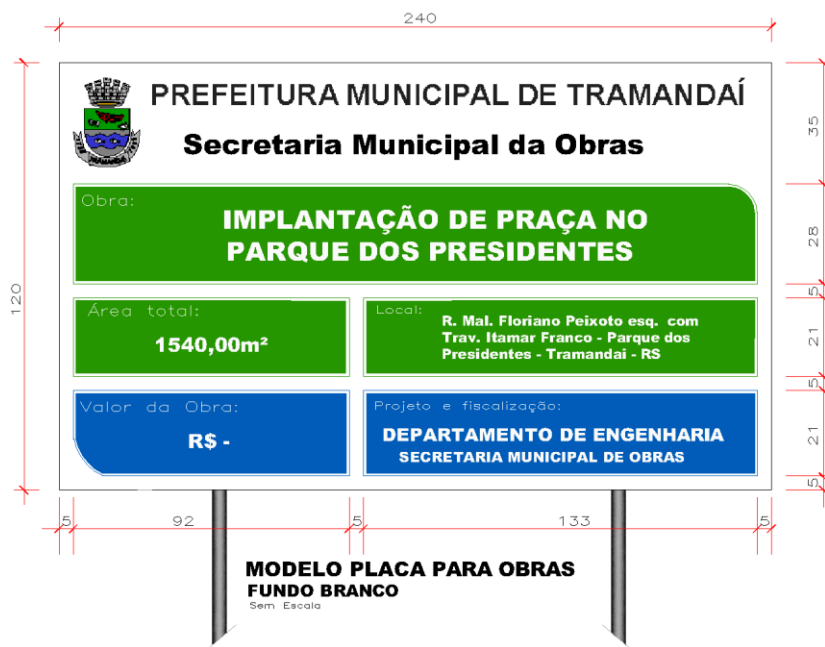 240
PREFEITURA MUNICIPAL DE TRAMANDAÍ
Secretaria Municipal da Obras
35
Obra:
IMPLANTAÇÃO DE PRAÇA NO
PARQUE DOS PRESIDENTES
28
120
5
Área total:
1540,00m²
Local:
R. Mal. Floriano Peixoto esq. com
Trav. Itamar Franco - Parque dos
Presidentes - Tramandai - RS
21
5
Valor da Obra:
R$ -
Projeto e fiscalização:
DEPARTAMENTO DE ENGENHARIA
SECRETARIA MUNICIPAL DE OBRAS
21
5
5
92
5
133
5
MODELO PLACA PARA OBRAS
FUNDO BRANCO
Sem Escala